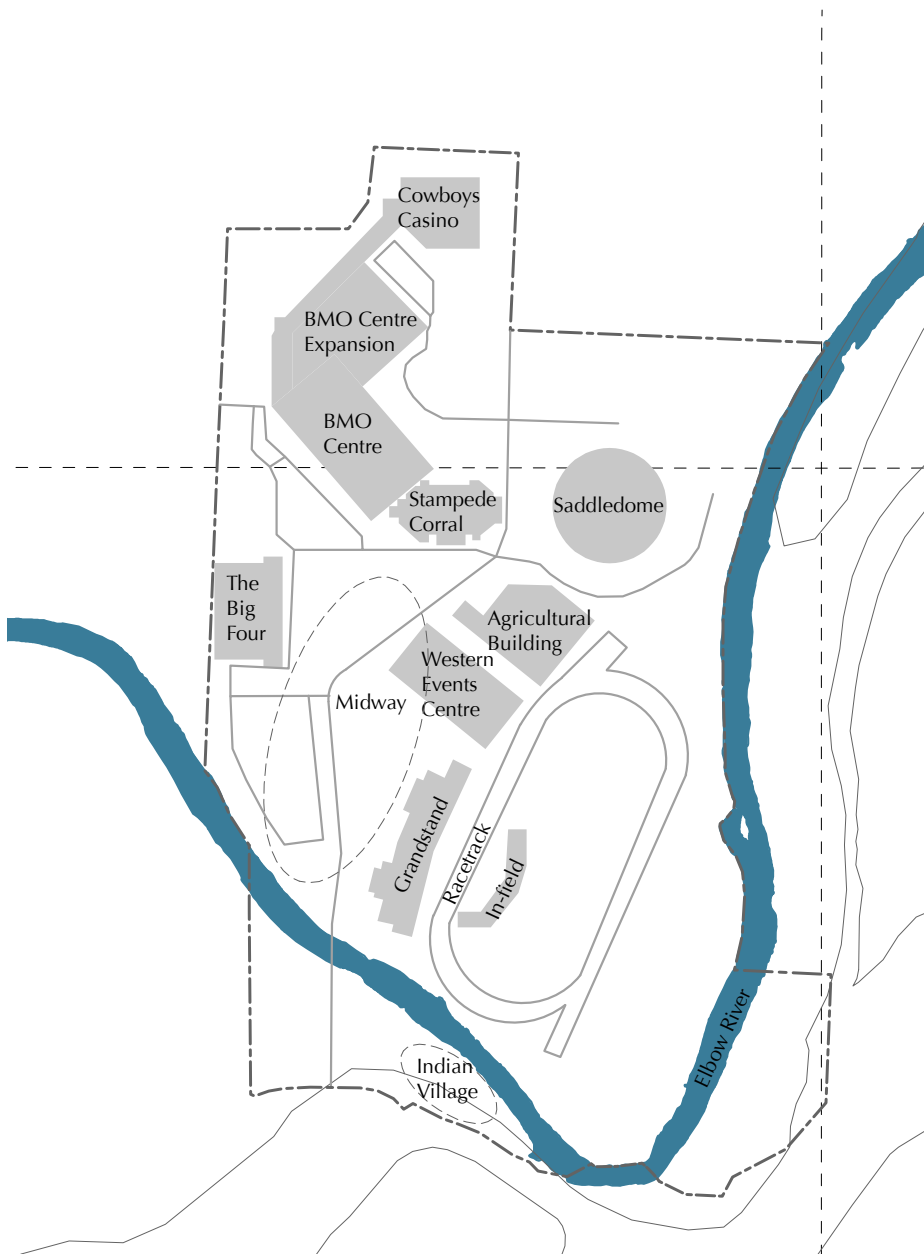 Cowboys
Casino
BMO Centre
Expansion
BMO
Centre
Stampede
Corral
Saddledome
The
Big
Four
Agricultural
Building
Western
Events
Centre
Midway
Grandstand
Racetrack
In-field
Elbow River
Indian
Village